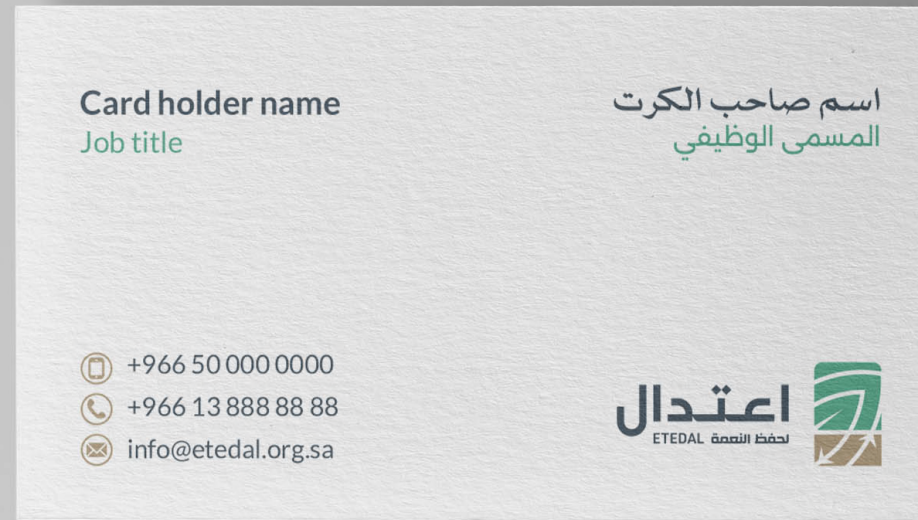 Card holder name
Job title
اسم صاحب الكرت
المسمى الوظيفي
+966 50 000 0000
+966 13 888 88 88
info@etedal.org.sa
اعتدال
لحفظ النعمة ETEDAL